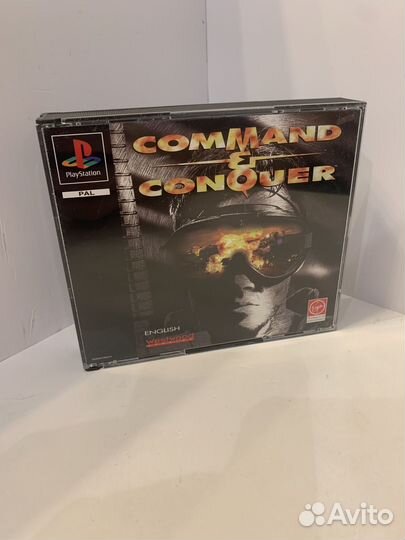 COMMAND
&
CONQUER
PlayStation
PAL
ENGLISH
Westwood
Virgin
Avito